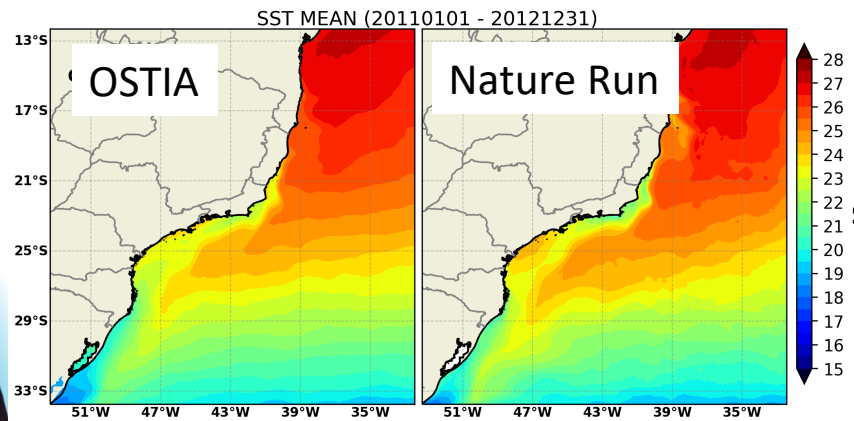 SST MEAN (20110101 - 20121231)
OSTIA
Nature Run
13°S
17°S
21°S
25°S
29°S
33°S
51°W 47°W 43°W 39°W 35°W
51°W 47°W 43°W 39°W 35°W
28
27
26
25
24
23
22
21
20
19
18
17
16
15